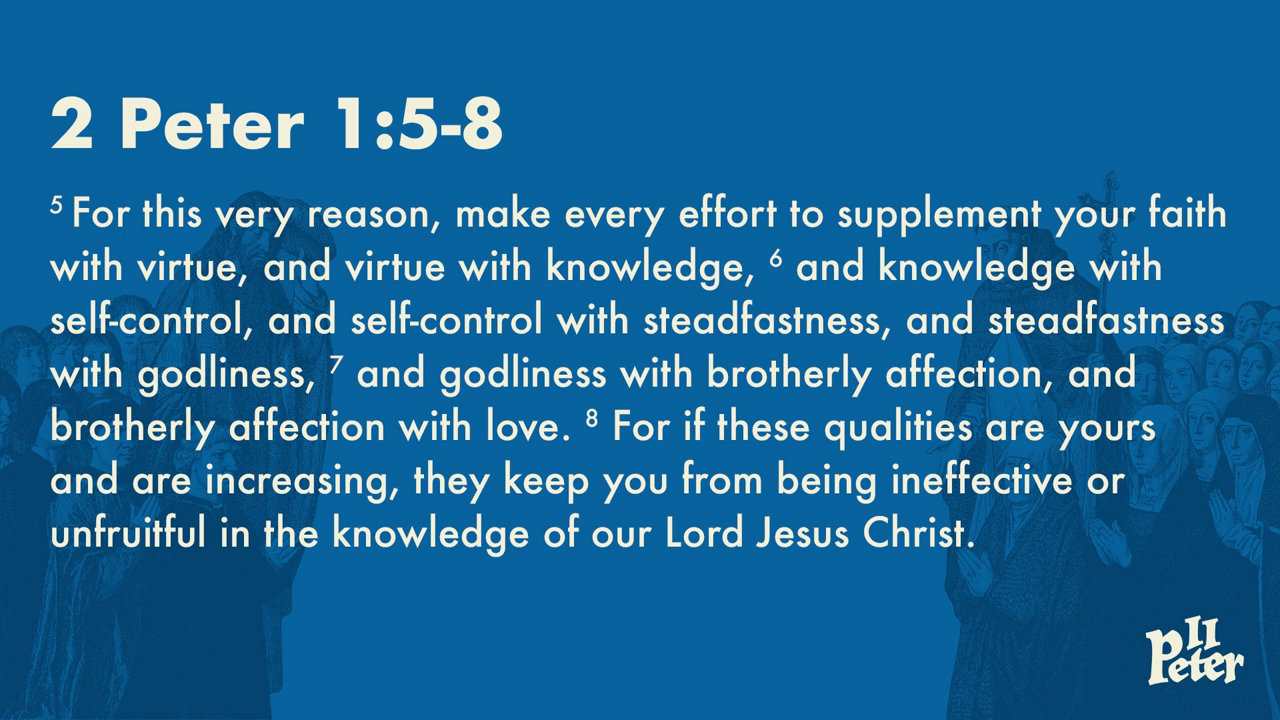 2 Peter 1:5-8
⁵ For this very reason, make every effort to supplement your faith
with virtue, and virtue with knowledge, ⁶ and knowledge with
self-control, and self-control with steadfastness, and steadfastness
with godliness, ⁷ and godliness with brotherly affection, and
brotherly affection with love. ⁸ For if these qualities are yours
and are increasing, they keep you from being ineffective or
unfruitful in the knowledge of our Lord Jesus Christ.
II
Peter